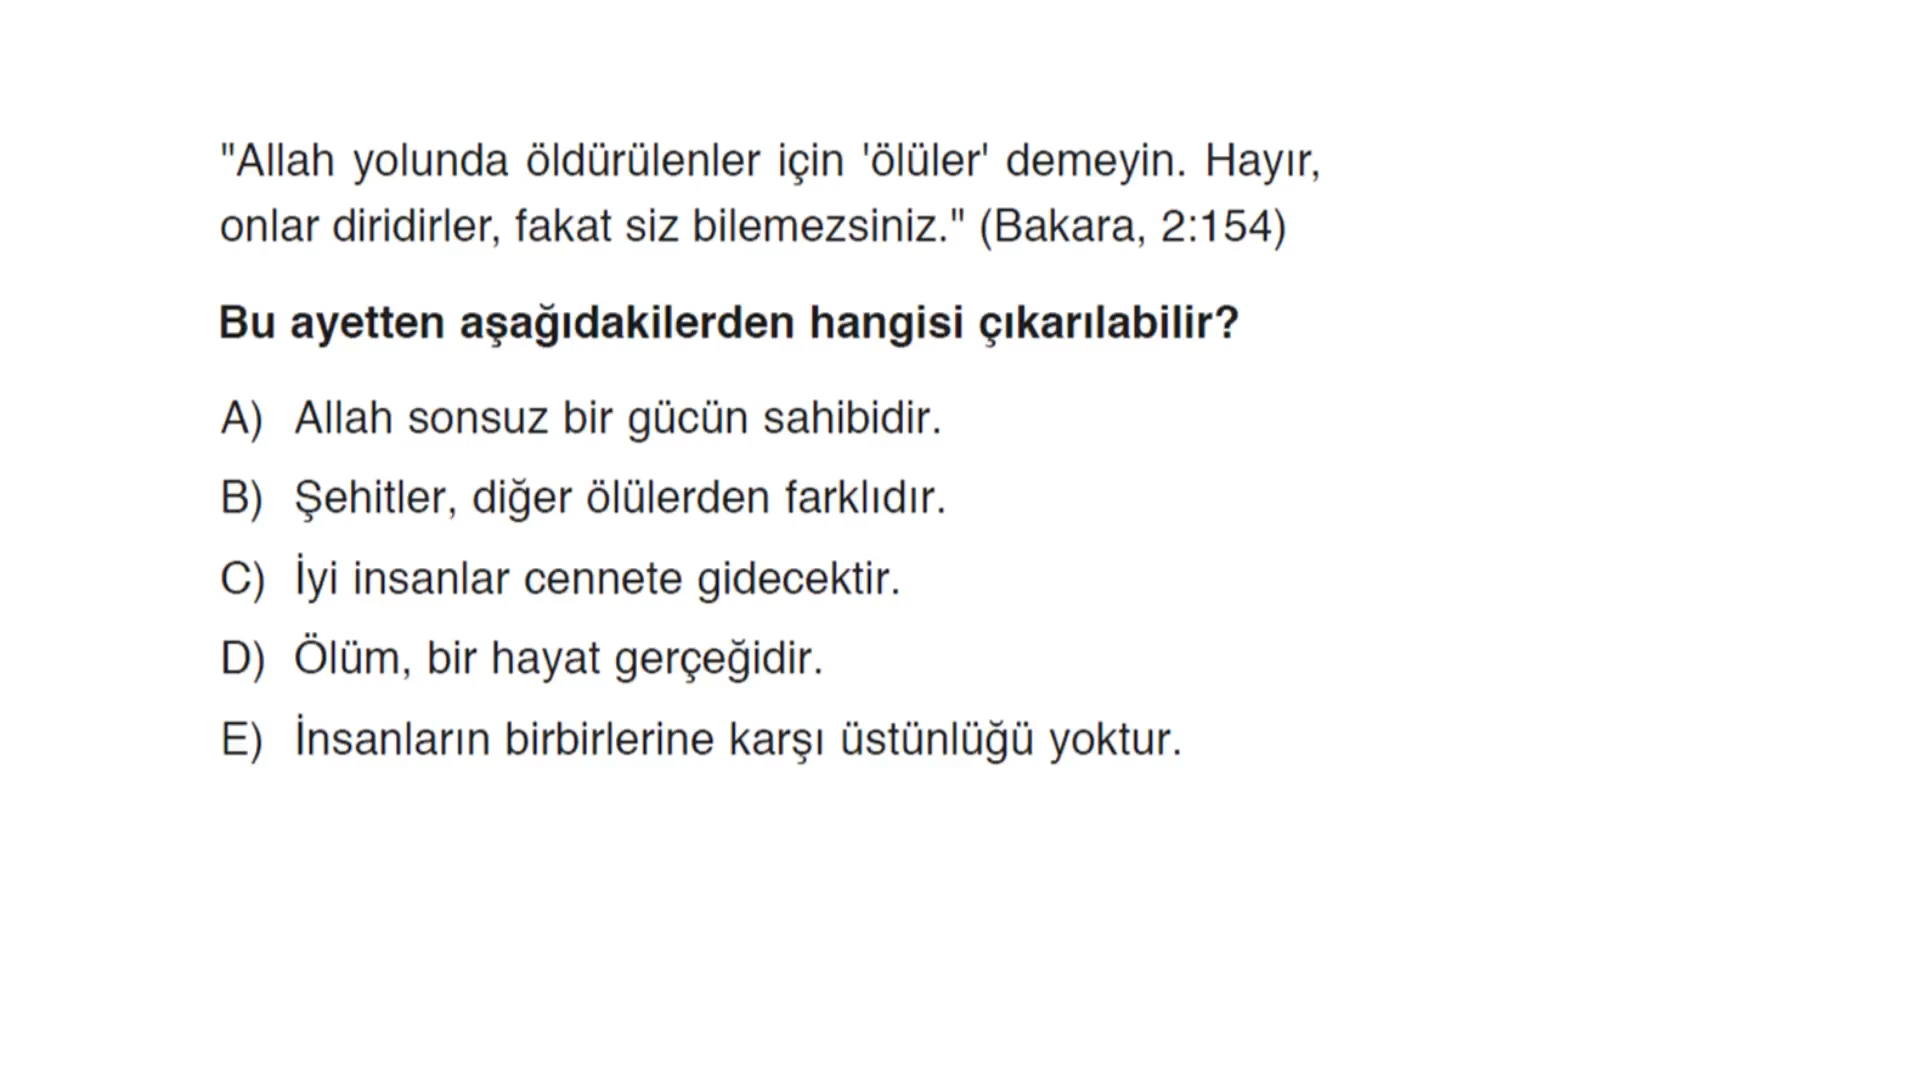 "Allah yolunda öldürülenler için 'ölüler' demeyin. Hayır,
onlar diridirler, fakat siz bilemezsiniz." (Bakara, 2:154)
Bu ayetten aşağıdakilerden hangisi çıkarılabilir?
A) Allah sonsuz bir gücün sahibidir.
B) Şehitler, diğer ölülerden farklıdır.
C) İyi insanlar cennete gidecektir.
D) Ölüm, bir hayat gerçeğidir.
E) İnsanların birbirlerine karşı üstünlüğü yoktur.